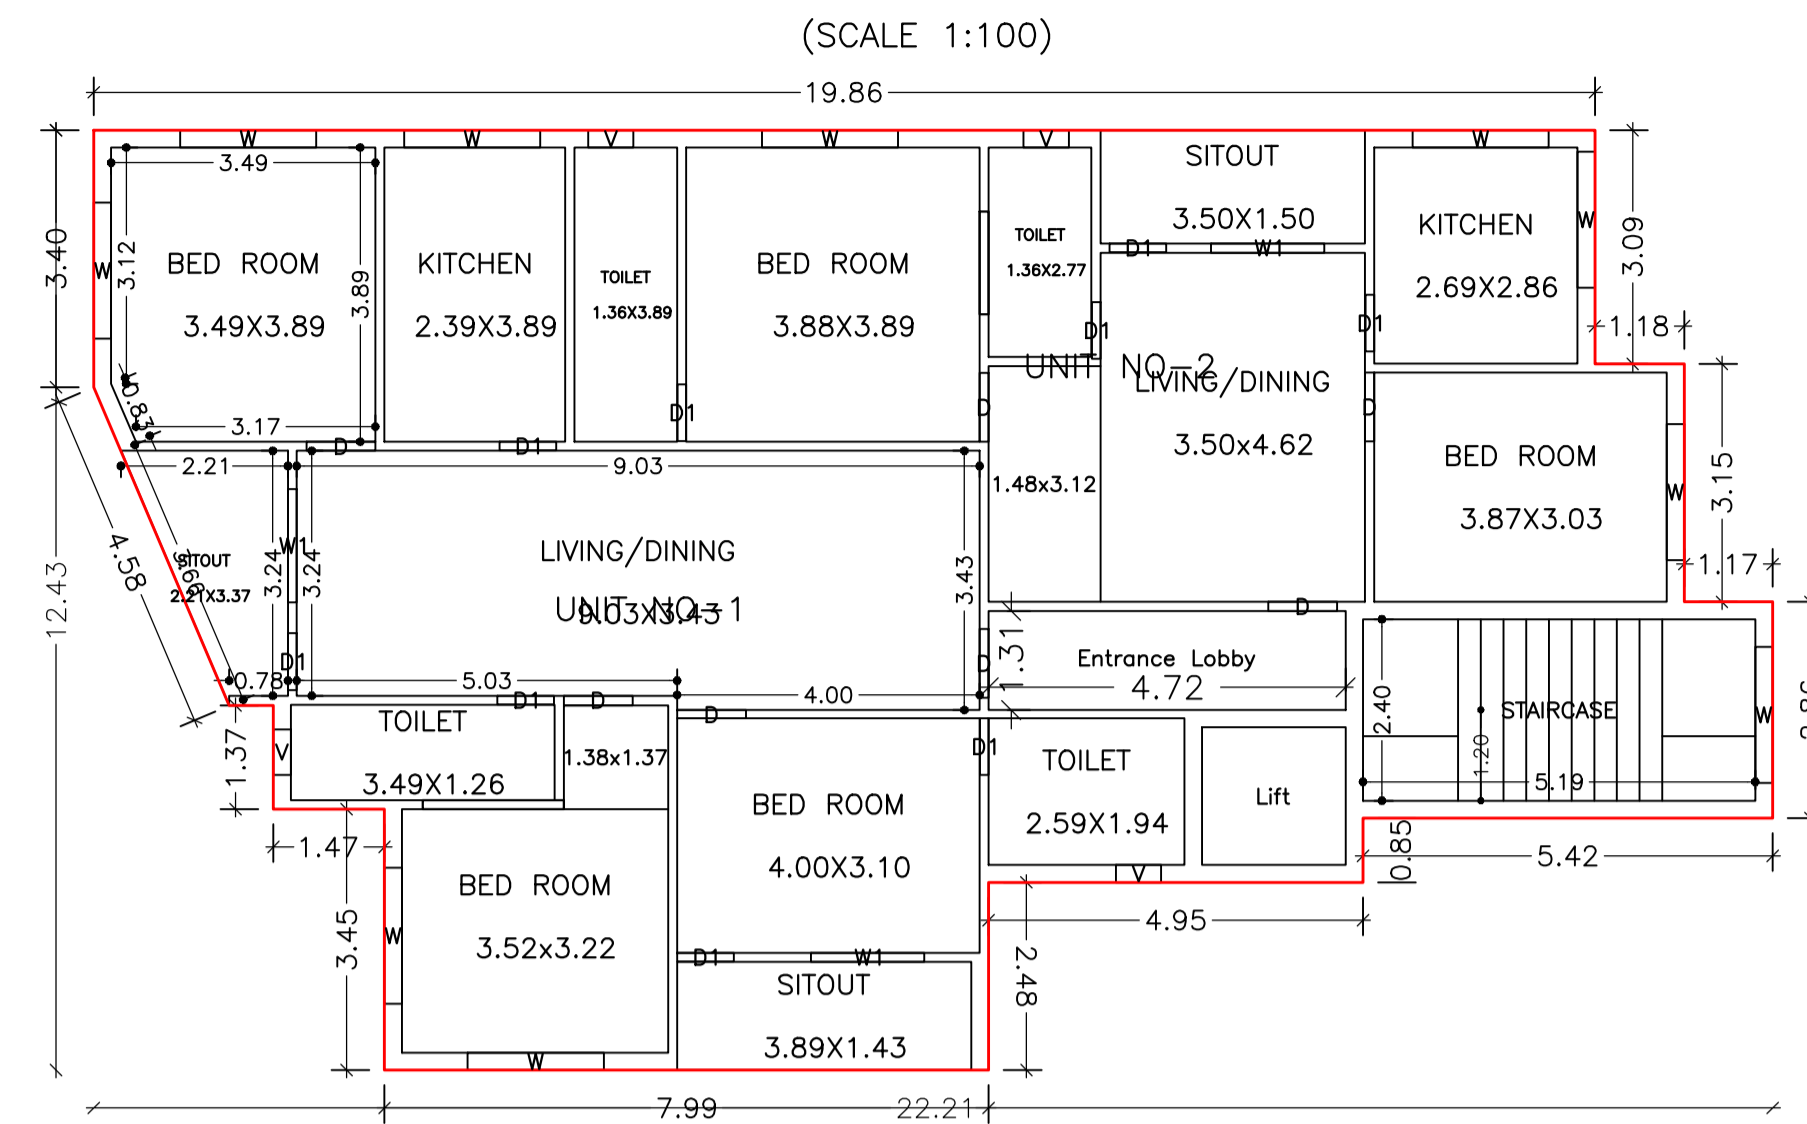 (SCALE 1:100)
19.86
W
W
V
W
V
W
3.49
SITOUT
3.50X1.50
3.40
3.12
3.89
W
BED ROOM
3.49X3.89
KITCHEN
2.39X3.89
TOILET
1.36X3.89
BED ROOM
3.88X3.89
TOILET
1.36X2.77
D1
W1
KITCHEN
2.69X2.86
W
3.09
1.18
D1
D1
UNIT NO-2
LIVING/DINING
3.50x4.62
0.83
3.17
D
D1
D1
D
D
BED ROOM
3.87X3.03
W
3.15
1.17
2.21
9.03
1.48x3.12
4.58
3.66
SITOUT
2.21X3.37
3.24
W1
3.24
LIVING/DINING
9.03X3.43
UNIT NO-1
3.43
12.43
D1
D
D
1.31
Entrance Lobby
4.72
0.78
5.03
4.00
D1
D
D
2.40
STAIRCASE
1.20
5.19
W
1.37
V
TOILET
3.49X1.26
1.38x1.37
D1
TOILET
2.59X1.94
V
Lift
BED ROOM
4.00X3.10
1.47
0.85
5.42
4.95
3.45
W
BED ROOM
3.52x3.22
W
D1
W1
SITOUT
3.89X1.43
2.48
7.99
22.21